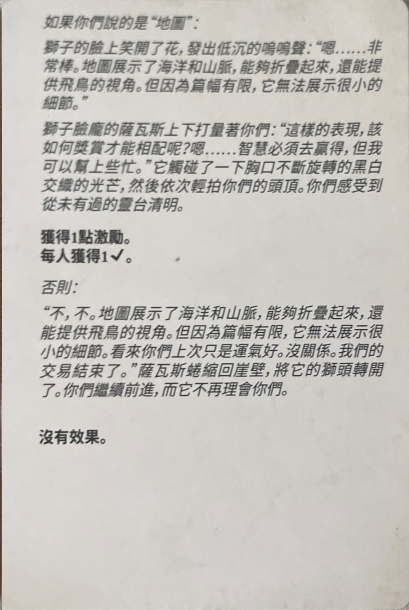 如果你們說的是“地圖”：
獅子的臉上笑開了花，發出低沉的嗚嗚聲：“嗯……非
常棒。地圖展示了海洋和山脈，能夠折疊起來，還能提
供飛鳥的視角。但因為篇幅有限，它無法展示很小的
細節。”
獅子臉龐的薩瓦斯上下打量著你們：“這樣的表現，該
如何獎賞才能相配呢？嗯……智慧必須去贏得，但我
可以幫上些忙。”它觸碰了一下胸口不斷旋轉的黑白
交織的光芒，然後依次輕拍你們的頭頂。你們感受到
從未有過的靈台清明。
獲得1點激勵。
每人獲得1✓。
否則：
“不，不。地圖展示了海洋和山脈，能夠折疊起來，還
能提供飛鳥的視角。但因為篇幅有限，它無法展示很
小的細節。看來你們上次只是運氣好。沒關係。我們的
交易結束了。”薩瓦斯蜷縮回崖壁，將它的獅頭轉開
了。你們繼續前進，而它不再理會你們。
沒有效果。